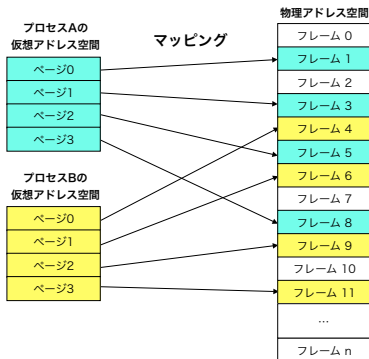 プロセスAの
仮想アドレス空間
ページ0
ページ1
ページ2
ページ3
プロセスBの
仮想アドレス空間
ページ0
ページ1
ページ2
ページ3
マッピング
物理アドレス空間
フレーム 0
フレーム 1
フレーム 2
フレーム 3
フレーム 4
フレーム 5
フレーム 6
フレーム 7
フレーム 8
フレーム 9
フレーム 10
フレーム 11
…
フレーム n